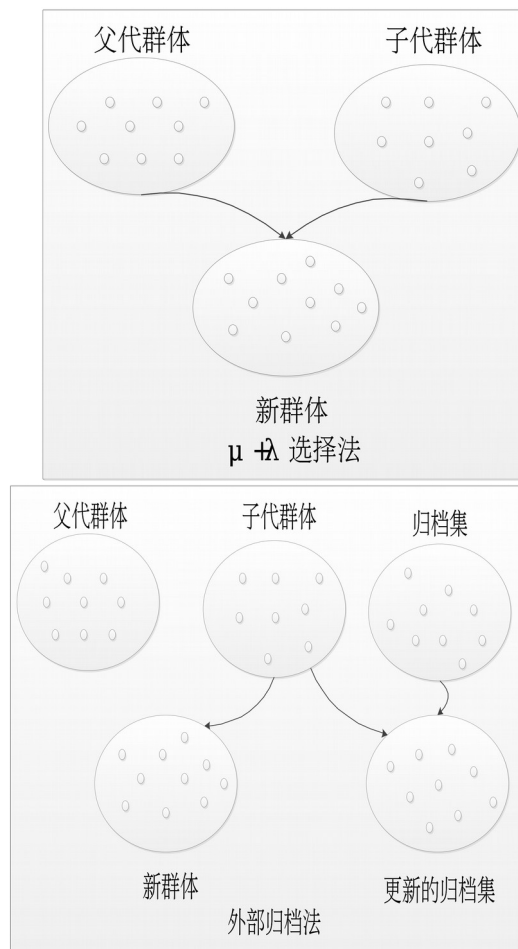 父代群体 子代群体
新群体
μ +λ 选择法
父代群体 子代群体 归档集
新群体 更新的归档集
外部归档法